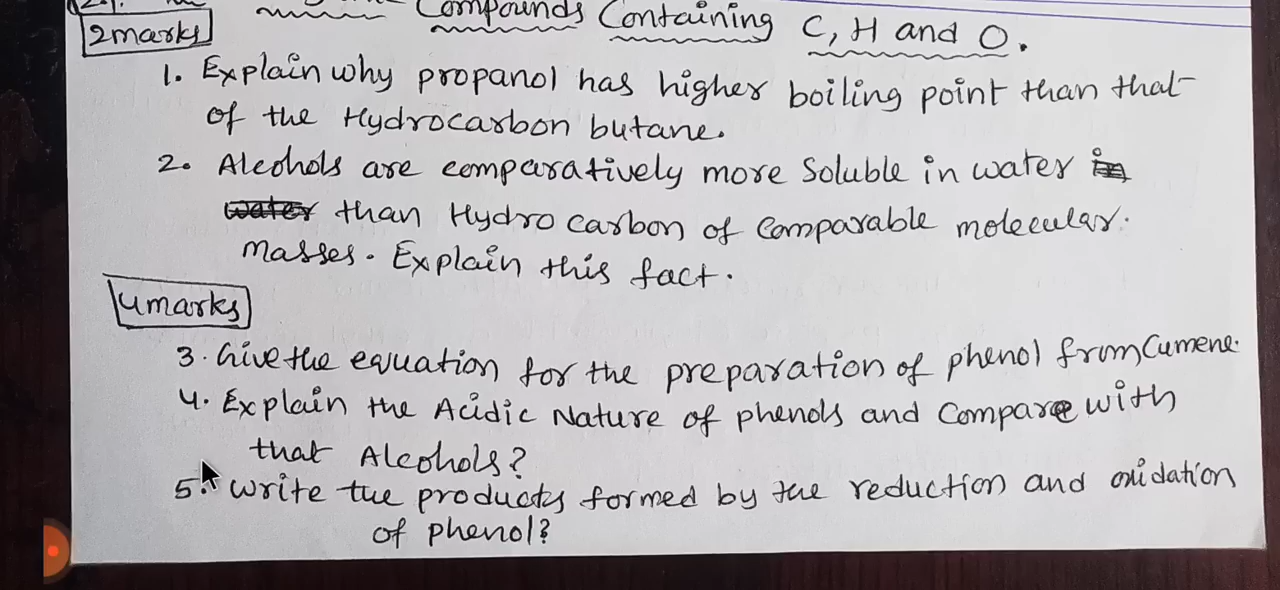 Compounds Containing C, H and O.
2marks
1. Explain why propanol has higher boiling point than that
of the Hydrocarbon butane.
2. Alcohols are comparatively more soluble in water in
water than Hydro carbon of comparable molecular.
masses. Explain this fact.
4marks
3. Give the equation for the preparation of phenol from Cumene.
4. Explain the Acidic Nature of phenols and Compare with
that Alcohols?
5. Write the products formed by the reduction and oxidation
of phenol?